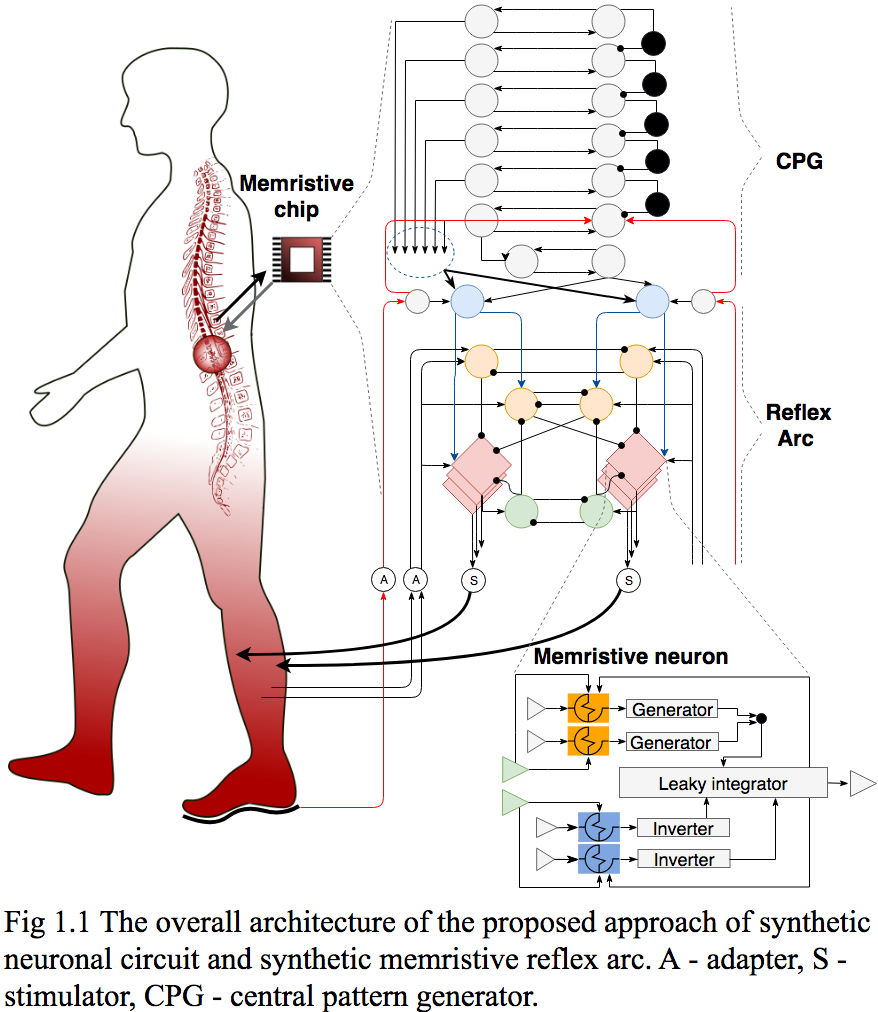 CPG
Memristive
chip
Reflex
Arc
A
A
S
S
Memristive neuron
Generator
Generator
Leaky integrator
Inverter
Inverter
Fig 1.1 The overall architecture of the proposed approach of synthetic
neuronal circuit and synthetic memristive reflex arc. A - adapter, S -
stimulator, CPG - central pattern generator.